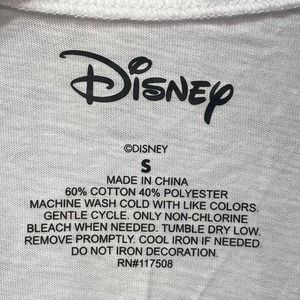 Disney
©DISNEY
S
MADE IN CHINA
60% COTTON 40% POLYESTER
MACHINE WASH COLD WITH LIKE COLORS.
GENTLE CYCLE. ONLY NON-CHLORINE
BLEACH WHEN NEEDED. TUMBLE DRY LOW.
REMOVE PROMPTLY. COOL IRON IF NEEDED
DO NOT IRON DECORATION.
RN#117508